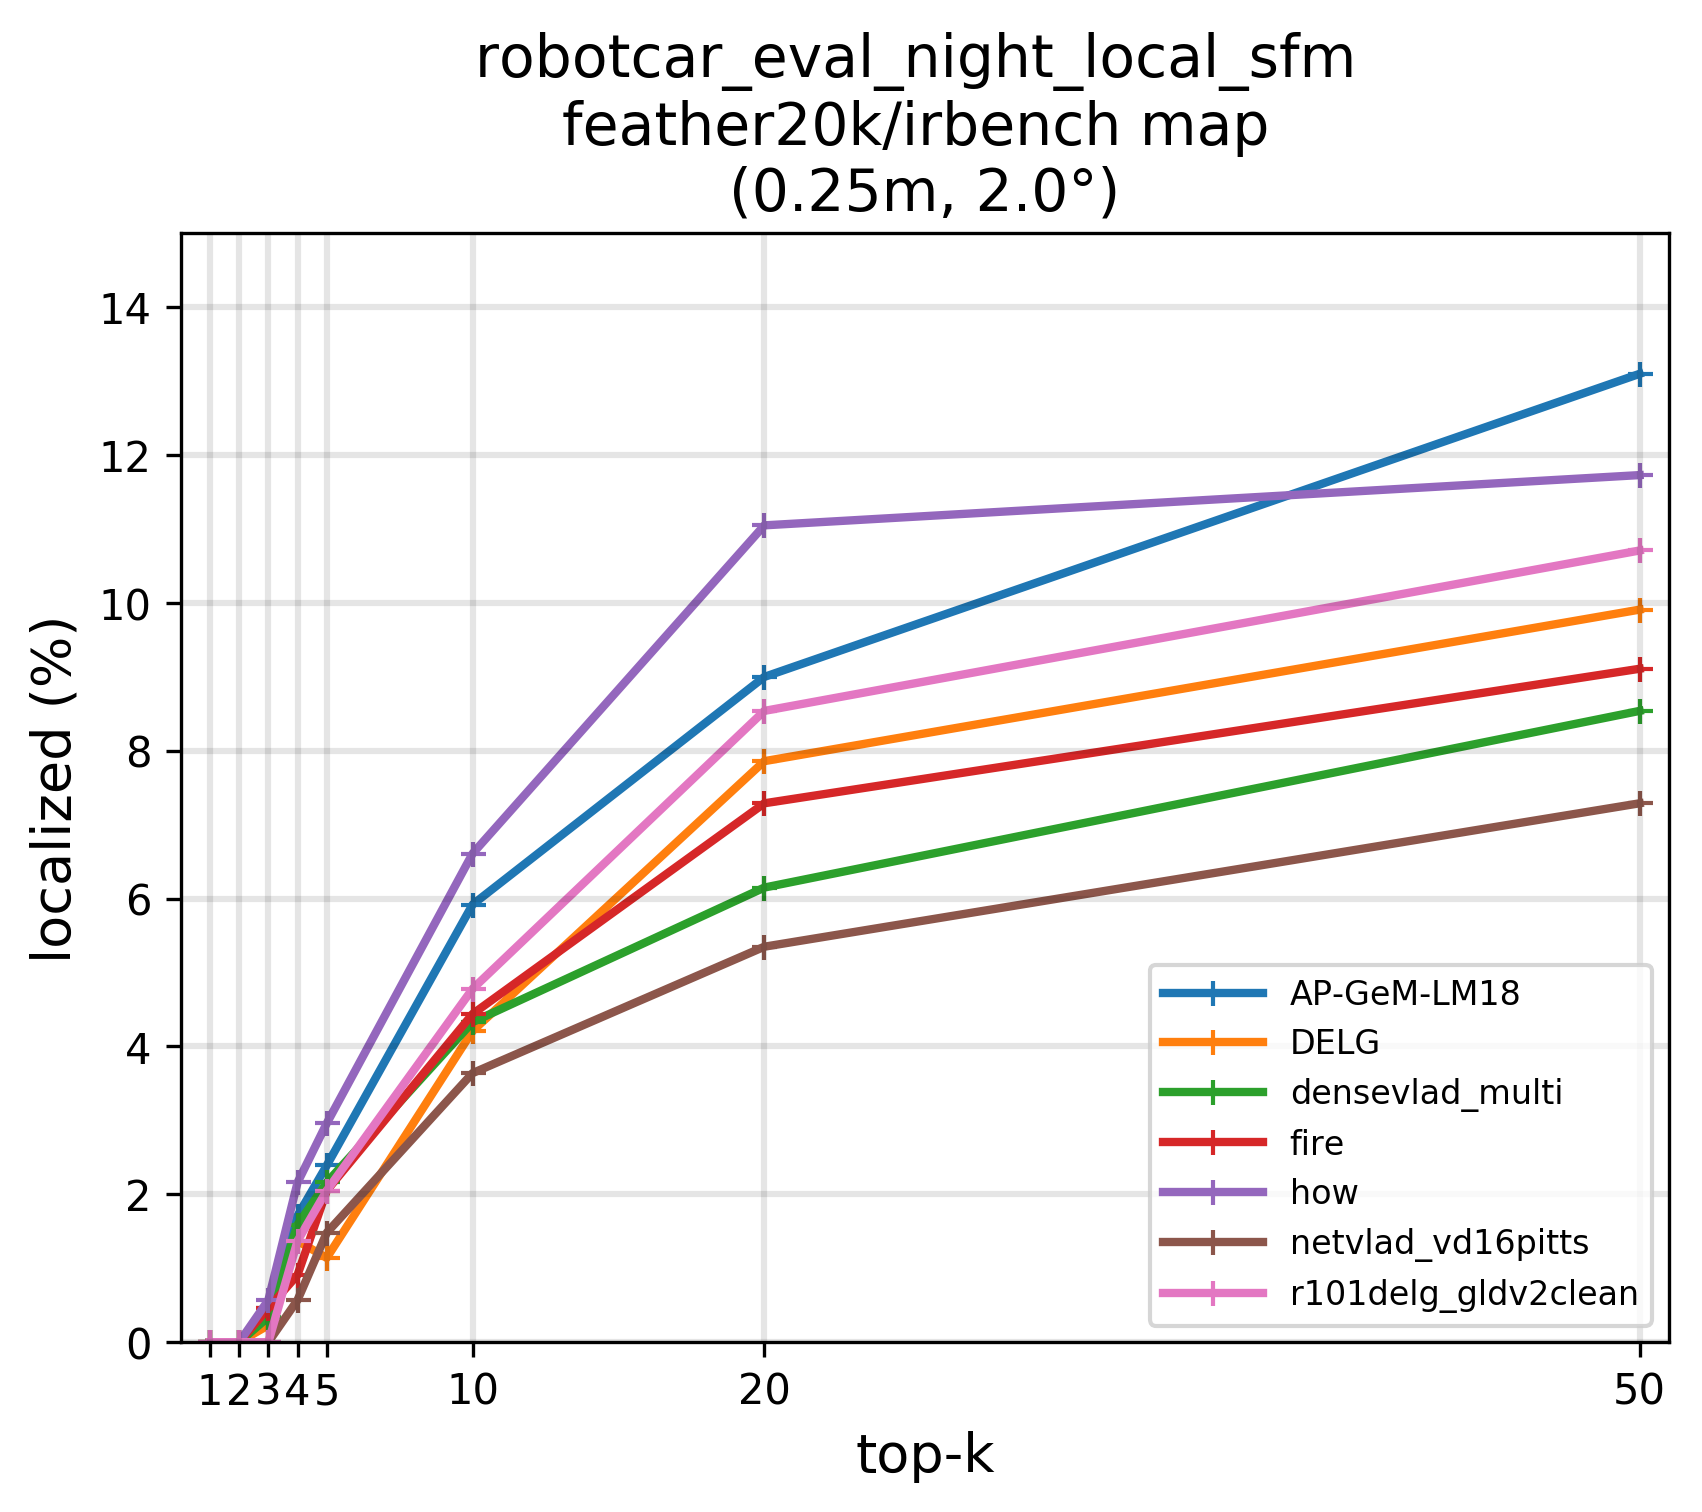 robotcar_eval_night_local_sfm
feather20k/irbench map
(0.25m, 2.0°)
localized (%)
14
12
10
8
6
4
2
0
1 2 3 4 5 10 20 50
top-k
AP-GeM-LM18
DELG
densevlad_multi
fire
how
netvlad_vd16pitts
r101delg_gldv2clean